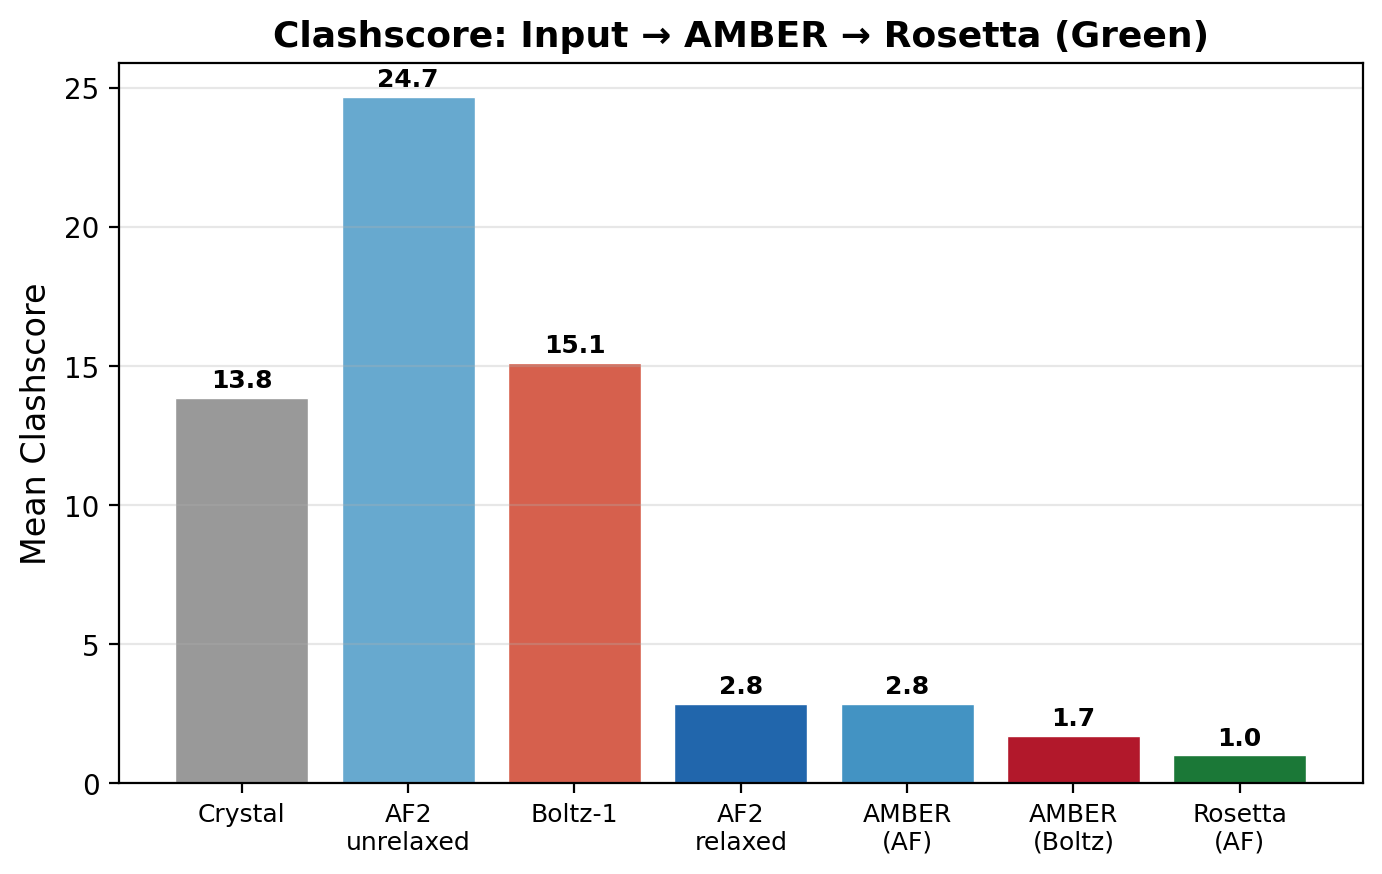 Clashscore: Input → AMBER → Rosetta (Green)
Mean Clashscore
25
20
15
10
5
0
13.8
24.7
15.1
2.8
2.8
1.7
1.0
Crystal
AF2
unrelaxed
Boltz-1
AF2
relaxed
AMBER
(AF)
AMBER
(Boltz)
Rosetta
(AF)